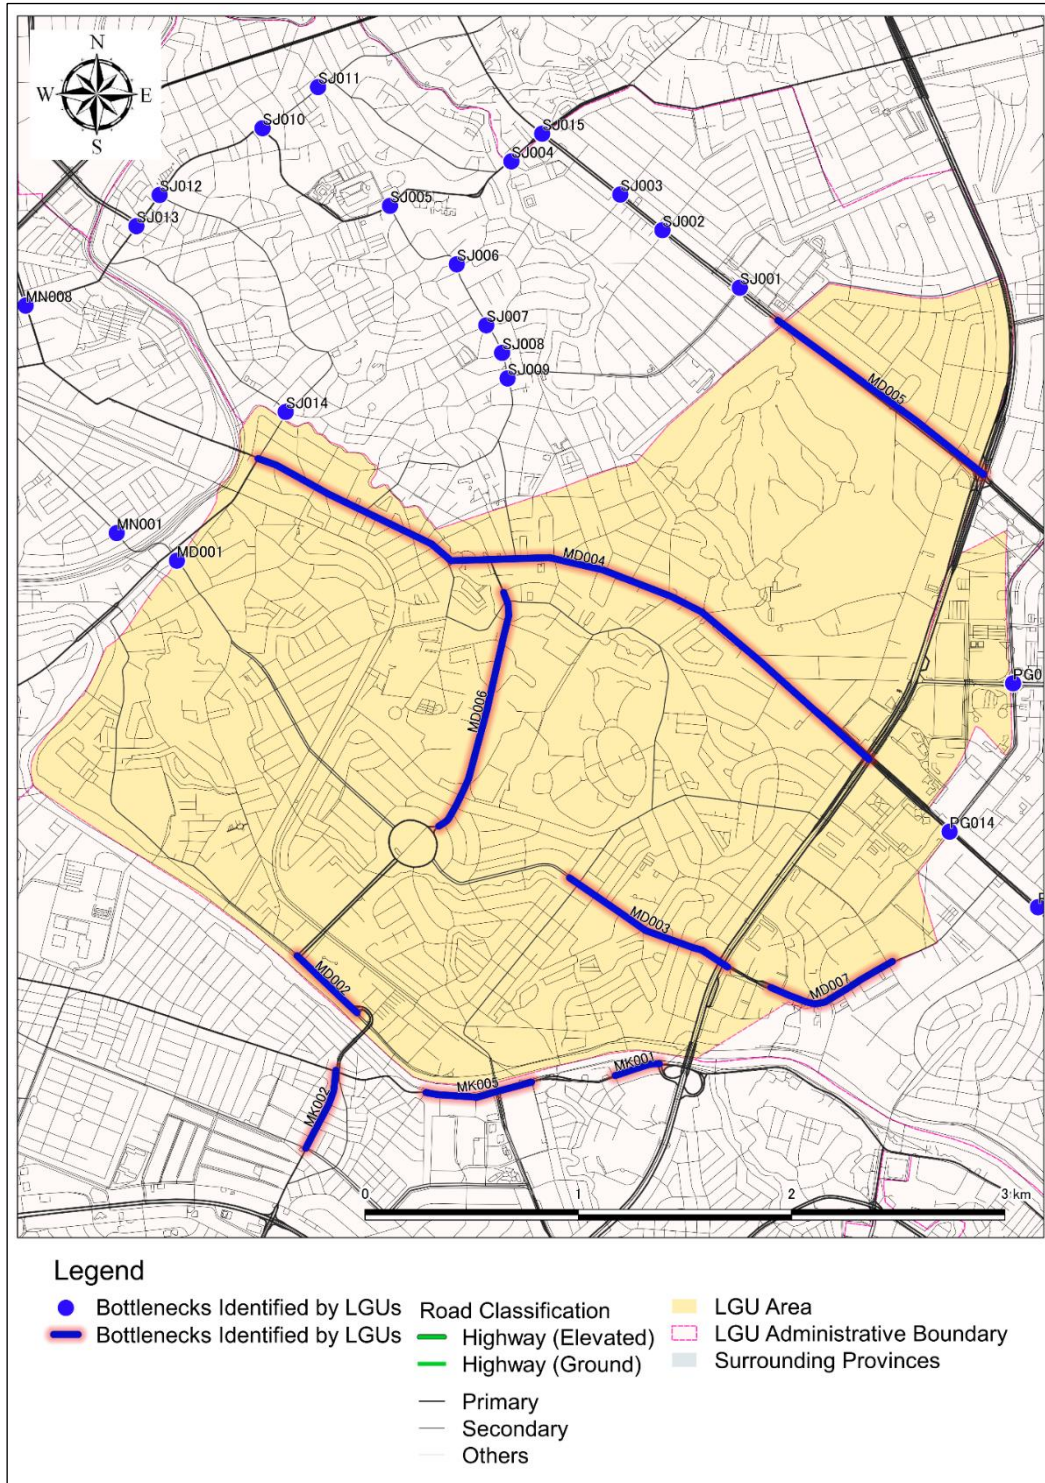 N
W E
S
SJ011
SJ010
SJ015
SJ004
SJ012
SJ003
SJ005
SJ013
SJ002
SJ006
SJ001
MN008
SJ007
SJ008
SJ009
MD005
SJ014
MN001
MD001
MD004
PG0
MD006
PG014
MD003
MD002
MD007
MK001
MK005
MK002
0 1 2 3 km
Legend
Bottlenecks Identified by LGUs
Bottlenecks Identified by LGUs
Road Classification
Highway (Elevated)
Highway (Ground)
Primary
Secondary
Others
LGU Area
LGU Administrative Boundary
Surrounding Provinces